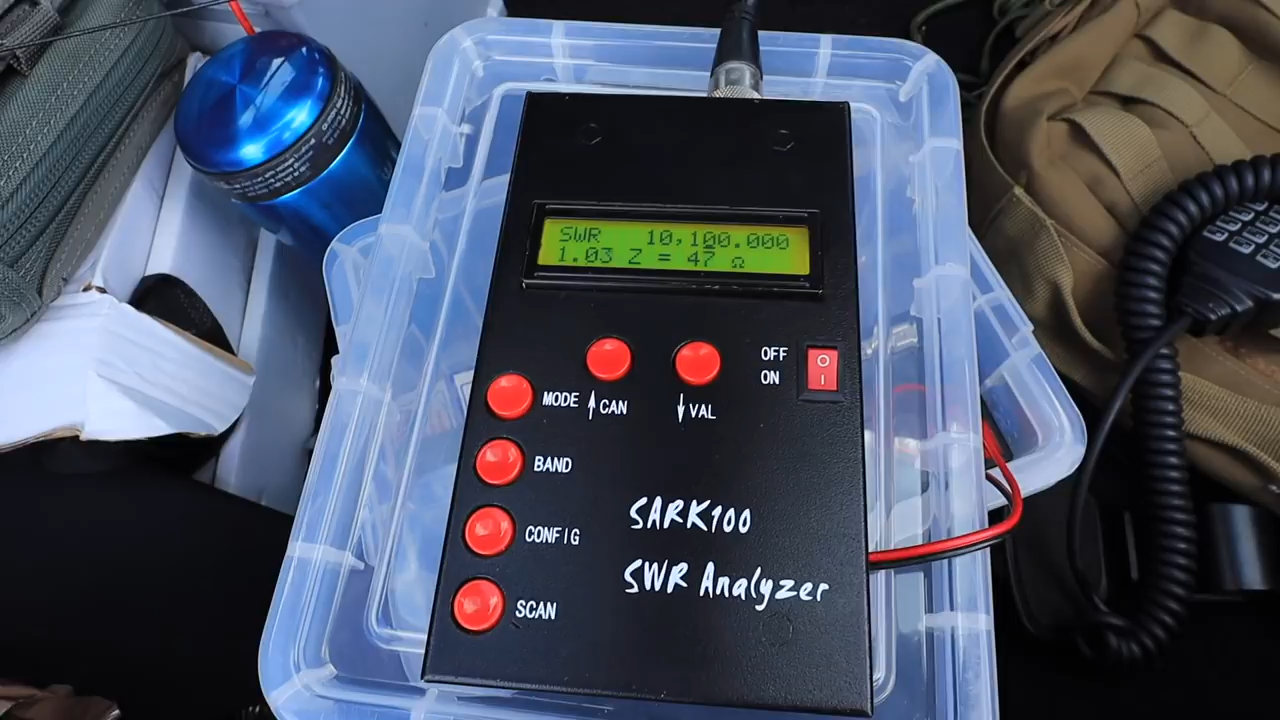 SWR 10,100.000
1.03 Z = 47 Ω
OFF
ON
MODE
↑CAN
↓VAL
BAND
CONFIG
SCAN
SARK100
SWR Analyzer